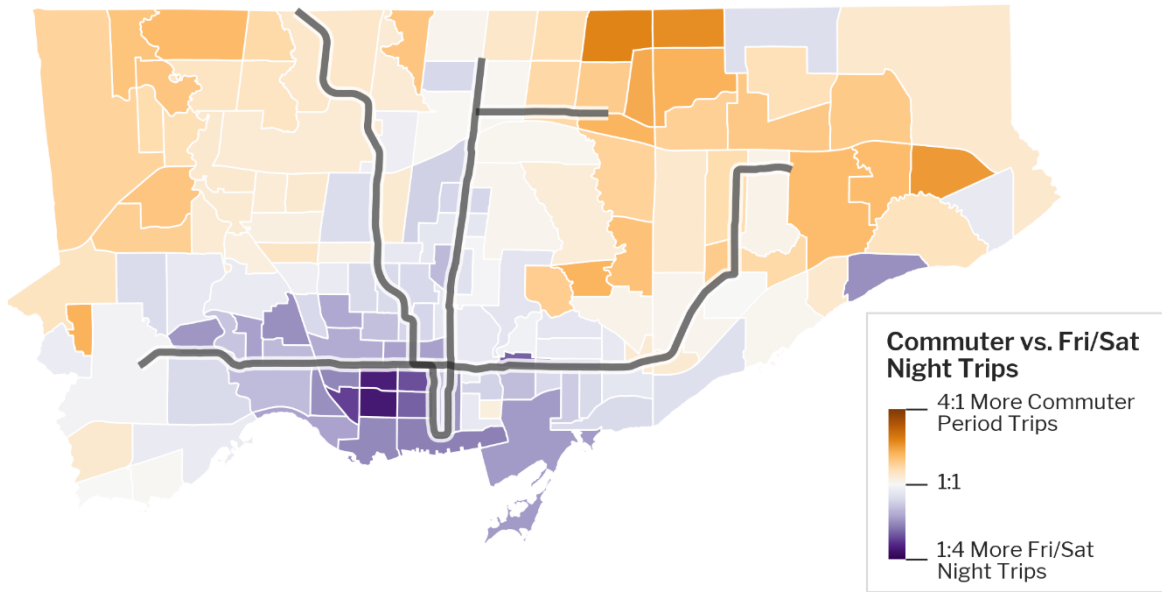 Commuter vs. Fri/Sat
Night Trips
4:1 More Commuter
Period Trips
1:1
1:4 More Fri/Sat
Night Trips